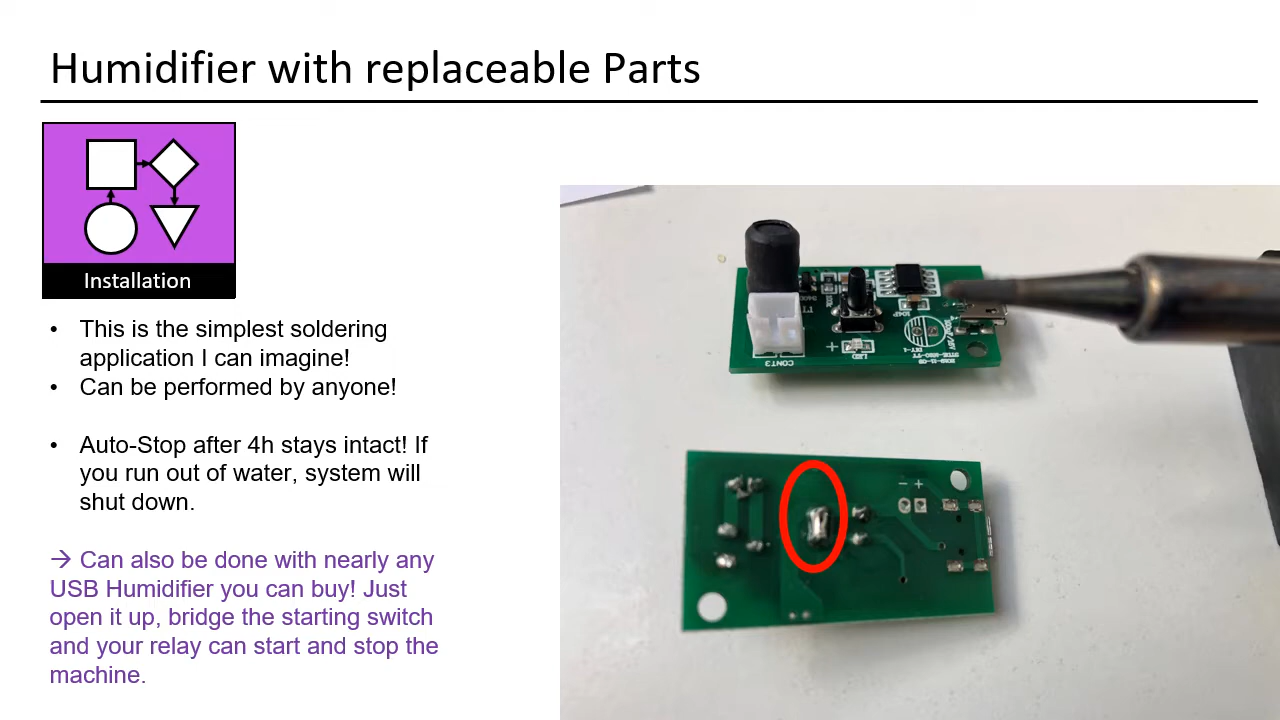 Humidifier with replaceable Parts
Installation
• This is the simplest soldering
application I can imagine!
• Can be performed by anyone!
• Auto-Stop after 4h stays intact! If
you run out of water, system will
shut down.
→ Can also be done with nearly any
USB Humidifier you can buy! Just
open it up, bridge the starting switch
and your relay can start and stop the
machine.
+
LED
CONT3
104P
− +